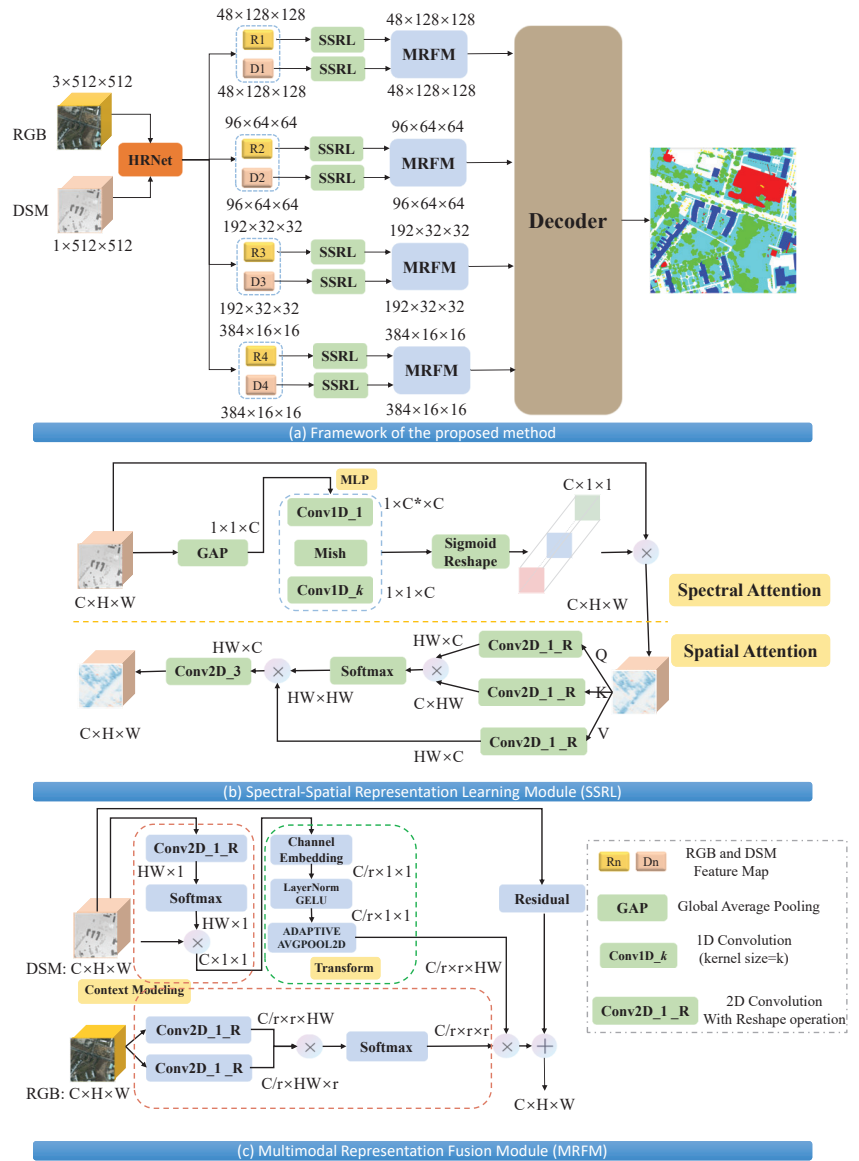 48×128×128
48×128×128
R1
SSRL
MRFM
D1
SSRL
48×128×128
48×128×128
3×512×512
RGB
HRNet
DSM
1×512×512
96×64×64
96×64×64
R2
SSRL
MRFM
D2
SSRL
96×64×64
96×64×64
192×32×32
192×32×32
R3
SSRL
MRFM
D3
SSRL
192×32×32
192×32×32
384×16×16
384×16×16
R4
SSRL
MRFM
D4
SSRL
384×16×16
384×16×16
Decoder
(a) Framework of the proposed method
MLP
1×1×C
Conv1D_1
1×C*×C
C×1×1
GAP
Mish
Sigmoid
Reshape
×
Conv1D_k
1×1×C
C×H×W
C×H×W
Spectral Attention
Spatial Attention
HW×C
HW×C
Conv2D_1_R
Q
Conv2D_3
×
Softmax
×
Conv2D_1_R
K
HW×HW
C×HW
V
C×H×W
HW×C
Conv2D_1_R
C×H×W
(b) Spectral-Spatial Representation Learning Module (SSRL)
Conv2D_1_R
HW×1
Softmax
HW×1
×
C×1×1
DSM: C×H×W
Context Modeling
Channel
Embedding
C/r×1×1
LayerNorm
GELU
C/r×1×1
ADAPTIVE
AVGPOOL2D
Transform
C/r×r×HW
Residual
Conv2D_1_R
C/r×r×HW
×
Softmax
C/r×r×r
×
+
Conv2D_1_R
C/r×HW×r
RGB: C×H×W
C×H×W
Rn
Dn
RGB and DSM
Feature Map
GAP
Global Average Pooling
Conv1D_k
1D Convolution
(kernel size=k)
Conv2D_1_R
2D Convolution
With Reshape operation
(c) Multimodal Representation Fusion Module (MRFM)